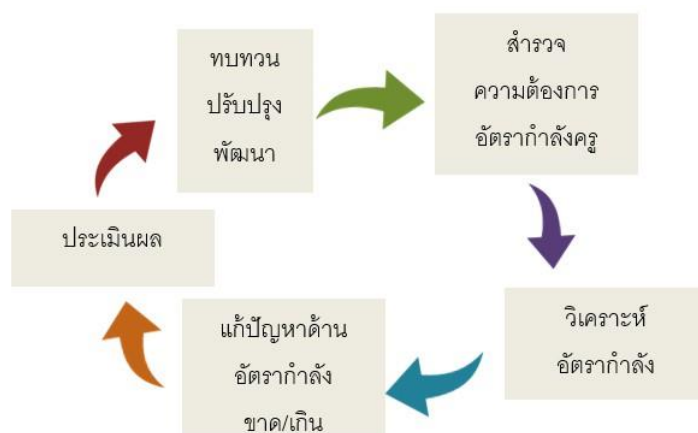 ทบทวน
ปรับปรุง
พัฒนา
สำรวจ
ความต้องการ
อัตรากำลังครู
วิเคราะห์
อัตรากำลัง
แก้ปัญหาด้าน
อัตรากำลัง
ขาด/เกิน
ประเมินผล